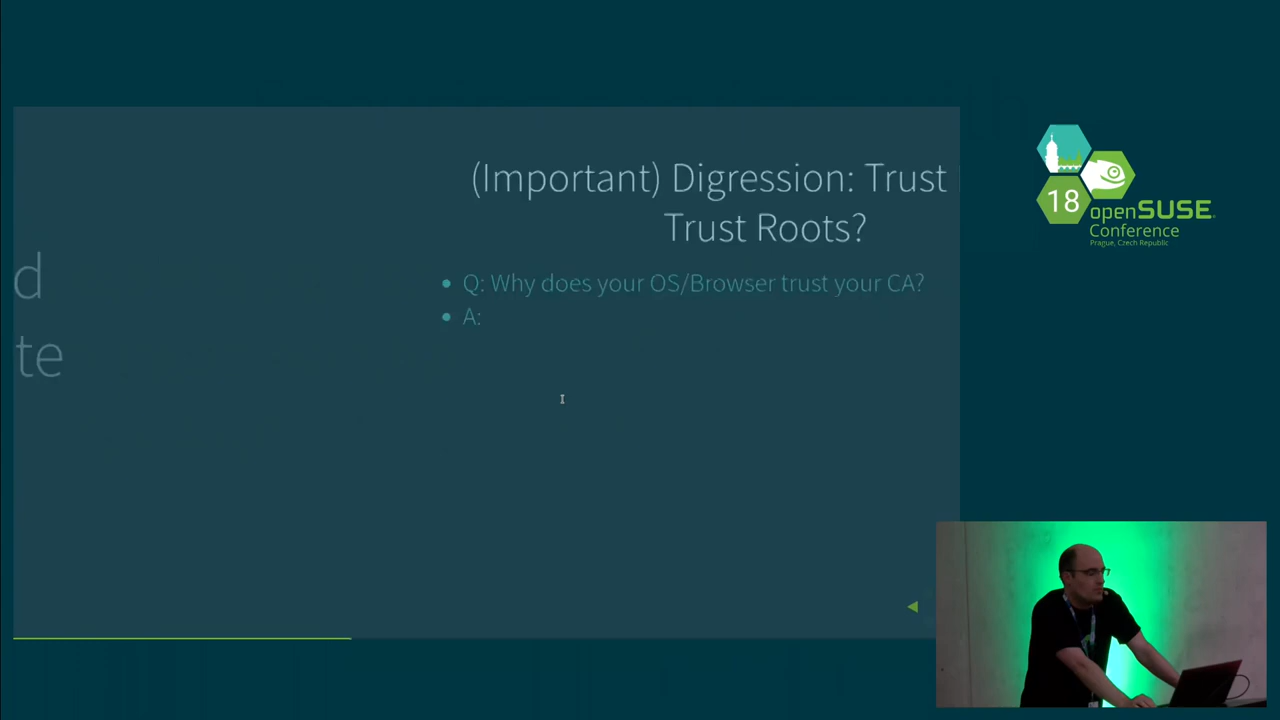 (Important) Digression: Trust
Trust Roots?
d
te
• Q: Why does your OS/Browser trust your CA?
• A:
18
openSUSE
Conference
Prague, Czech Republic